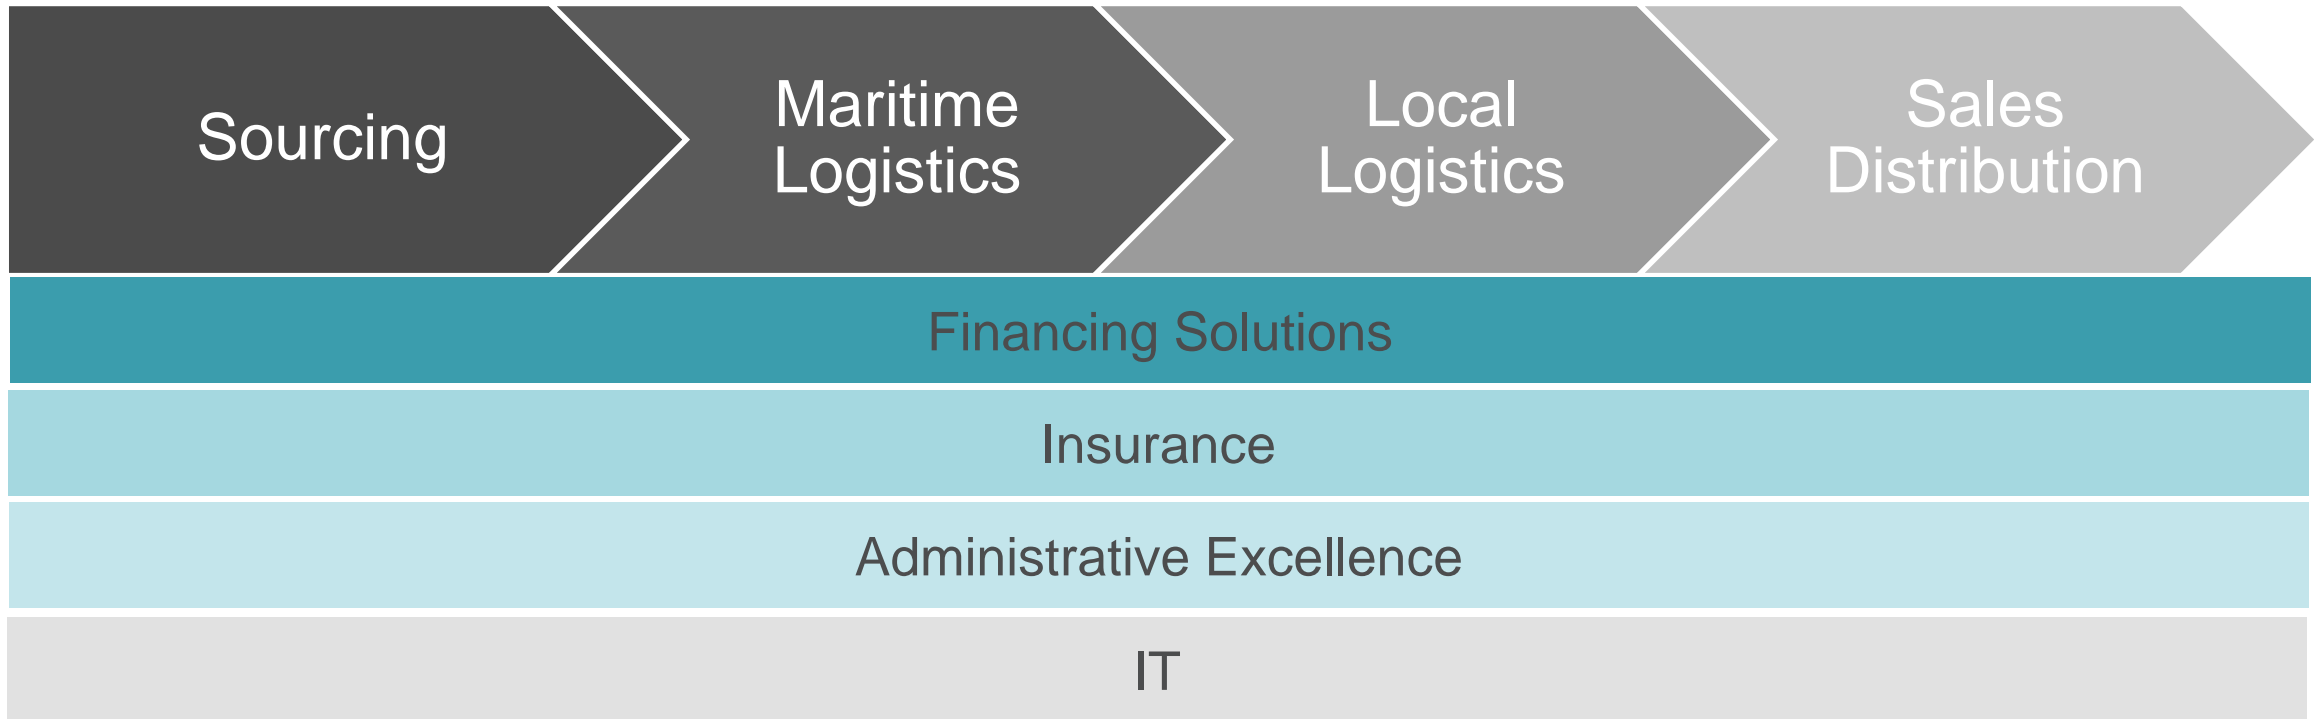 Sourcing
Maritime
Logistics
Local
Logistics
Sales
Distribution
Financing Solutions
Insurance
Administrative Excellence
IT